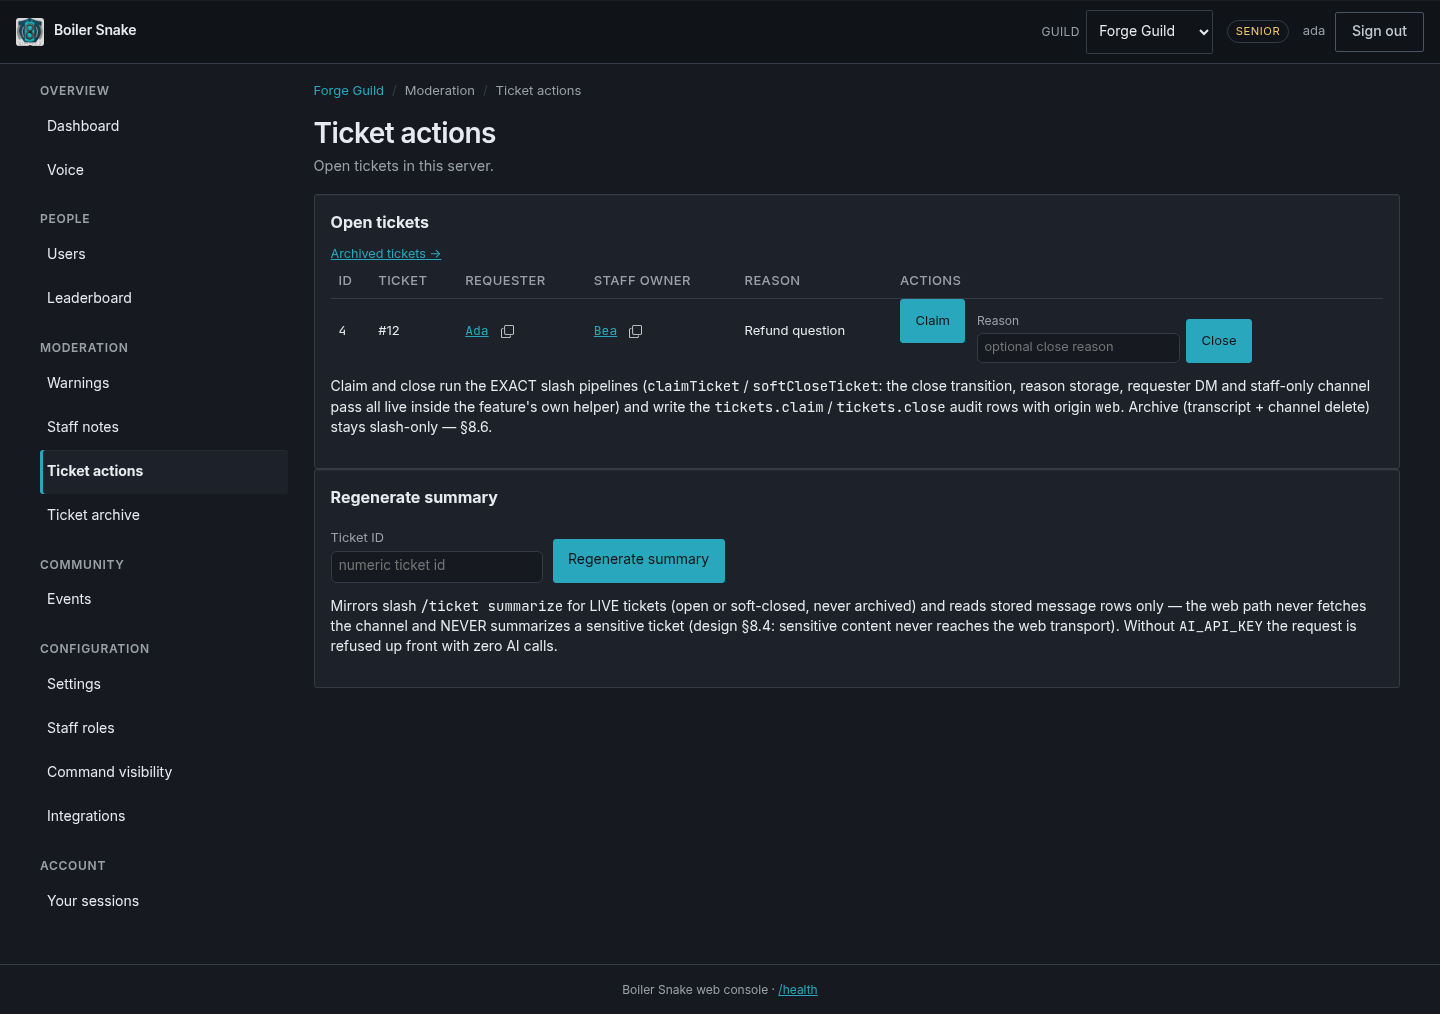 Boiler Snake
GUILD
Forge Guild
SENIOR
ada
Sign out
OVERVIEW
Dashboard
Voice
PEOPLE
Users
Leaderboard
MODERATION
Warnings
Staff notes
Ticket actions
Ticket archive
COMMUNITY
Events
CONFIGURATION
Settings
Staff roles
Command visibility
Integrations
ACCOUNT
Your sessions
Forge Guild / Moderation / Ticket actions
Ticket actions
Open tickets in this server.
Open tickets
Archived tickets →
ID TICKET REQUESTER STAFF OWNER REASON ACTIONS
4 #12 Ada Bea Refund question Claim
Reason
optional close reason
Close
Claim and close run the EXACT slash pipelines (claimTicket / softCloseTicket: the close transition, reason storage, requester DM and staff-only channel
pass all live inside the feature's own helper) and write the tickets.claim / tickets.close audit rows with origin web. Archive (transcript + channel delete)
stays slash-only — §8.6.
Regenerate summary
Ticket ID
numeric ticket id
Regenerate summary
Mirrors slash /ticket summarize for LIVE tickets (open or soft-closed, never archived) and reads stored message rows only — the web path never fetches
the channel and NEVER summarizes a sensitive ticket (design §8.4: sensitive content never reaches the web transport). Without AI_API_KEY the request is
refused up front with zero AI calls.
Boiler Snake web console · /health